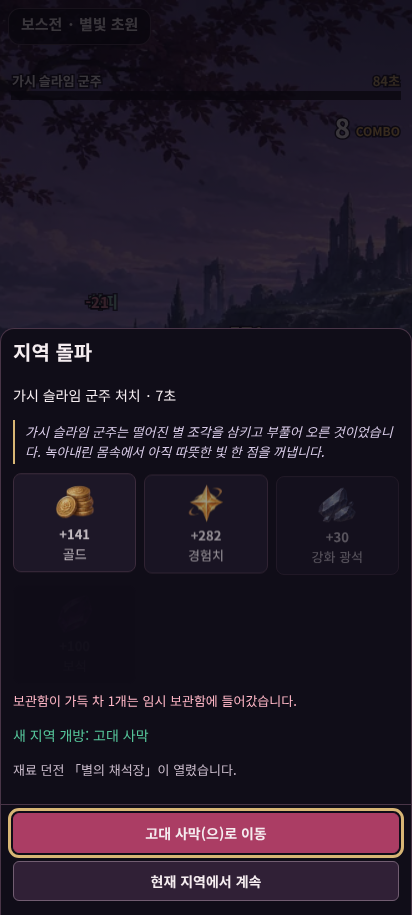 보스전 · 별빛 초원
가시 슬라임 군주 84초
8 COMBO
지역 돌파
가시 슬라임 군주 처치 · 7초
가시 슬라임 군주는 떨어진 별 조각을 삼키고 부풀어 오른 것이었습니
다. 녹아내린 몸속에서 아직 따뜻한 빛 한 점을 꺼냅니다.
+141 +282 +30
골드 경험치 강화 광석
보관함이 가득 차 1개는 임시 보관함에 들어갔습니다.
새 지역 개방: 고대 사막
재료 던전 「별의 채석장」이 열렸습니다.
고대 사막(으)로 이동
현재 지역에서 계속